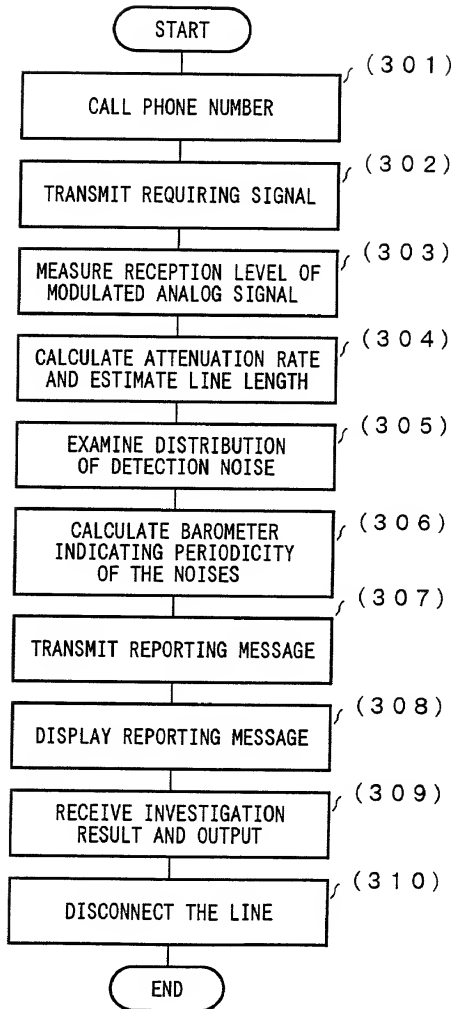 START
(301)
CALL PHONE NUMBER
(302)
TRANSMIT REQUIRING SIGNAL
(303)
MEASURE RECEPTION LEVEL OF
MODULATED ANALOG SIGNAL
(304)
CALCULATE ATTENUATION RATE
AND ESTIMATE LINE LENGTH
(305)
EXAMINE DISTRIBUTION
OF DETECTION NOISE
(306)
CALCULATE BAROMETER
INDICATING PERIODICITY
OF THE NOISES
(307)
TRANSMIT REPORTING MESSAGE
(308)
DISPLAY REPORTING MESSAGE
(309)
RECEIVE INVESTIGATION
RESULT AND OUTPUT
(310)
DISCONNECT THE LINE
END